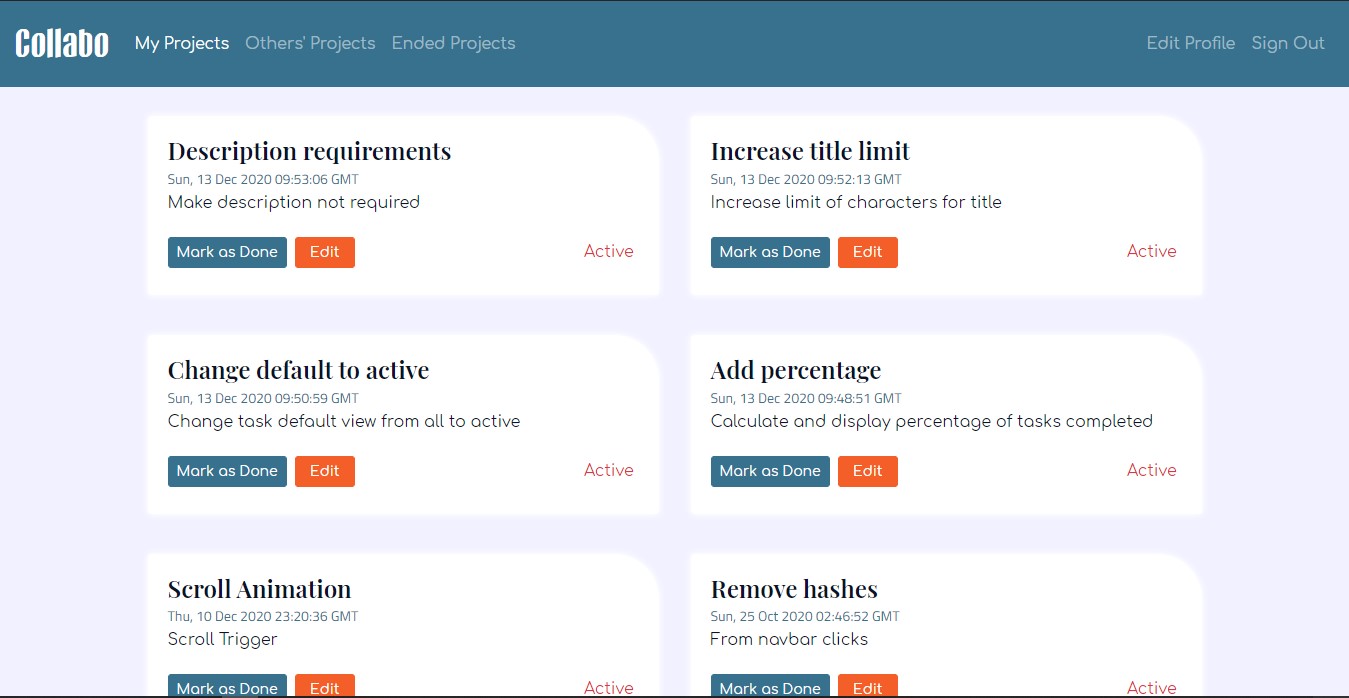 Collabo My Projects Others' Projects Ended Projects Edit Profile Sign Out
Description requirements
Sun, 13 Dec 2020 09:53:06 GMT
Make description not required
Mark as Done Edit Active
Increase title limit
Sun, 13 Dec 2020 09:52:13 GMT
Increase limit of characters for title
Mark as Done Edit Active
Change default to active
Sun, 13 Dec 2020 09:50:59 GMT
Change task default view from all to active
Mark as Done Edit Active
Add percentage
Sun, 13 Dec 2020 09:48:51 GMT
Calculate and display percentage of tasks completed
Mark as Done Edit Active
Scroll Animation
Thu, 10 Dec 2020 23:20:36 GMT
Scroll Trigger
Mark as Done Edit Active
Remove hashes
Sun, 25 Oct 2020 02:46:52 GMT
From navbar clicks
Mark as Done Edit Active